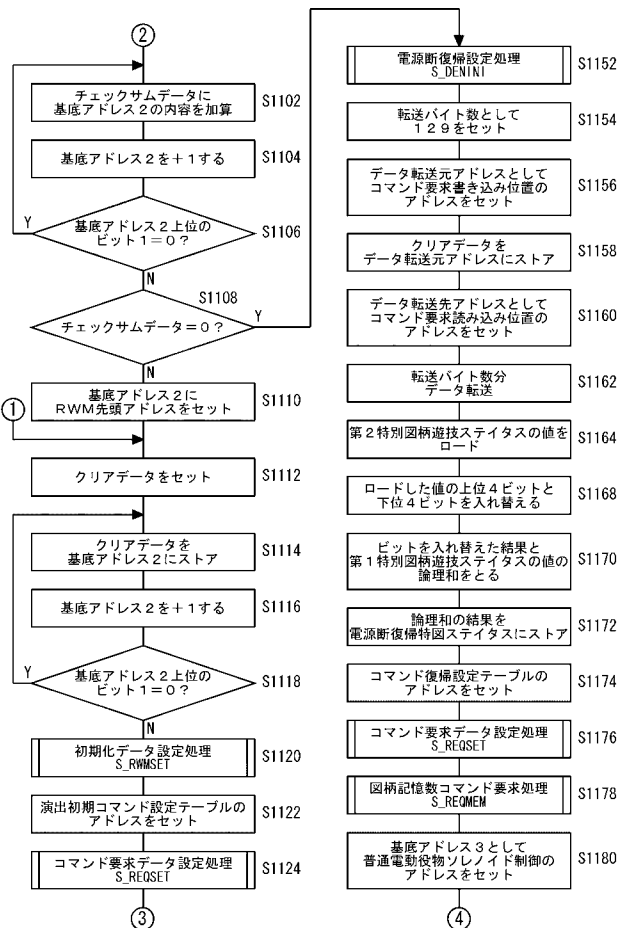 ②
チェックサムデータに
基底アドレス２の内容を加算
S1102
基底アドレス２を＋１する
S1104
Y
基底アドレス２上位の
ビット１＝０？
S1106
N
S1108
Y
チェックサムデータ＝０？
N
①
基底アドレス２に
ＲＷＭ先頭アドレスをセット
S1110
クリアデータをセット
S1112
クリアデータを
基底アドレス２にストア
S1114
基底アドレス２を＋１する
S1116
Y
基底アドレス２上位の
ビット１＝０？
S1118
N
初期化データ設定処理
S_RWMSET
S1120
演出初期コマンド設定テーブルの
アドレスをセット
S1122
コマンド要求データ設定処理
S_REQSET
S1124
③
電源断復帰設定処理
S_DENINI
S1152
転送バイト数として
１２９をセット
S1154
データ転送元アドレスとして
コマンド要求書き込み位置の
アドレスをセット
S1156
クリアデータを
データ転送元アドレスにストア
S1158
データ転送先アドレスとして
コマンド要求読み込み位置の
アドレスをセット
S1160
転送バイト数分
データ転送
S1162
第２特別図柄遊技ステイタスの値を
ロード
S1164
ロードした値の上位４ビットと
下位４ビットを入れ替える
S1168
ビットを入れ替えた結果と
第１特別図柄遊技ステイタスの値の
論理和をとる
S1170
論理和の結果を
電源断復帰特図ステイタスにストア
S1172
コマンド復帰設定テーブルの
アドレスをセット
S1174
コマンド要求データ設定処理
S_REQSET
S1176
図柄記憶数コマンド要求処理
S_REQMEM
S1178
基底アドレス３として
普通電動役物ソレノイド制御の
アドレスをセット
S1180
④